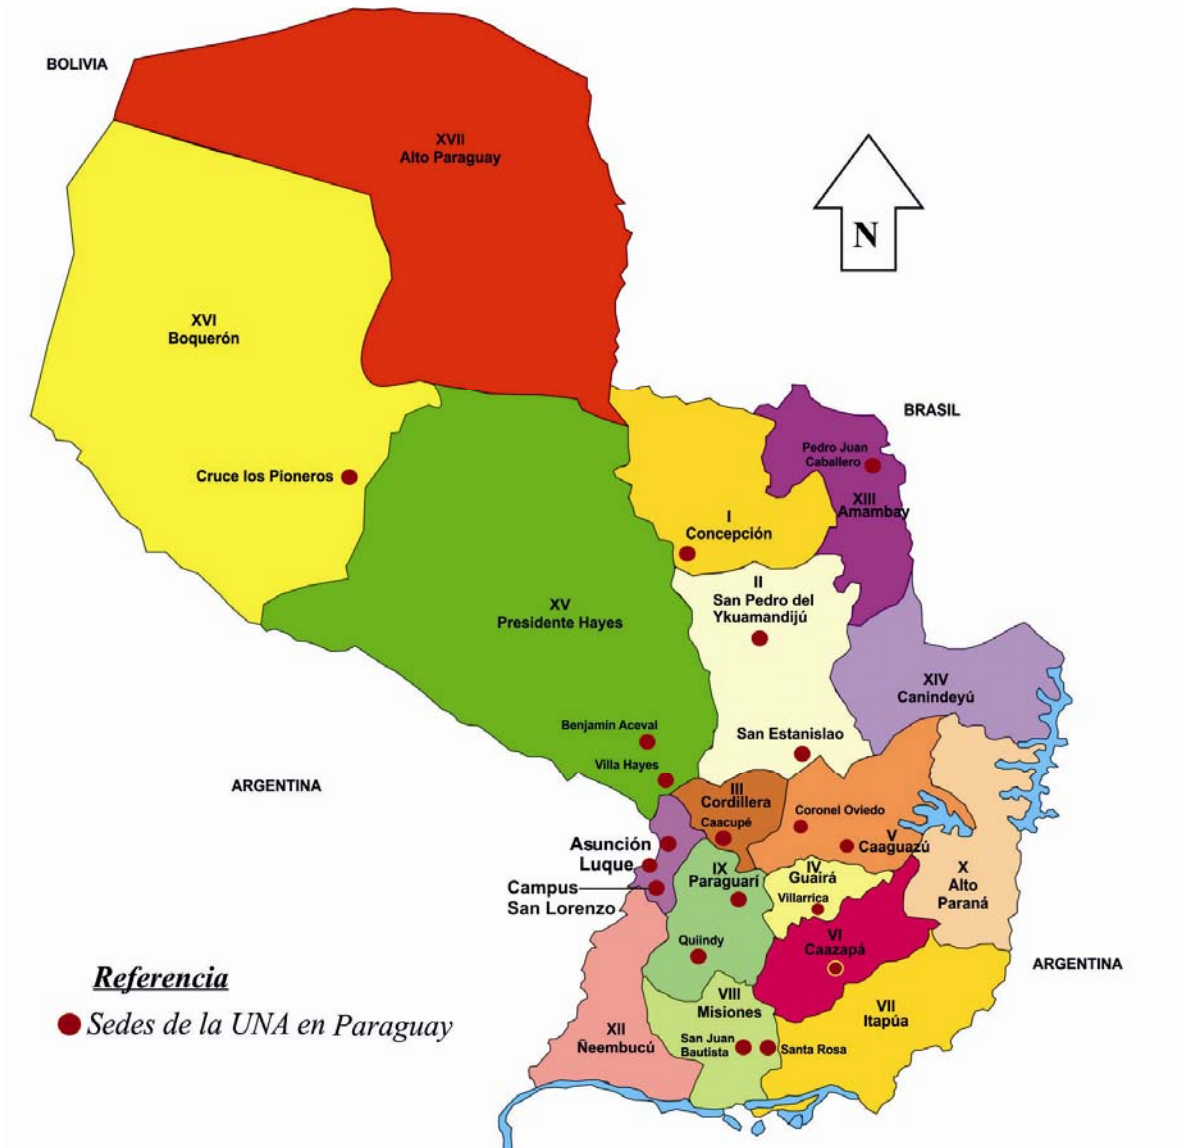 BOLIVIA
XVII
Alto Paraguay
N
XVI
Boquerón
BRASIL
Pedro Juan
Caballero
Cruce los Pioneros
XIII
Amambay
I
Concepción
II
San Pedro del
Ykuamandijú
XV
Presidente Hayes
XIV
Canindeyú
Benjamín Aceval
San Estanislao
Villa Hayes
ARGENTINA
III
Cordillera
Caacupé
Coronel Oviedo
V
Caaguazú
Asunción
Luque
IX
Paraguarí
IV
Guairá
X
Alto
Paraná
Campus
San Lorenzo
Villarrica
Quiindy
VI
Caazapá
ARGENTINA
Referencia
Sedes de la UNA en Paraguay
VIII
Misiones
VII
Itapúa
XII
Ñeembucú
San Juan
Bautista
Santa Rosa